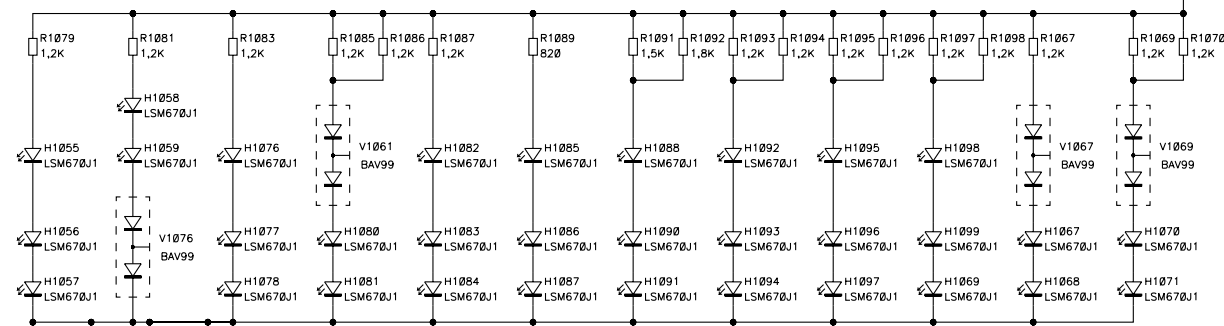 R1079 R1081 R1083 R1085 R1086 R1087 R1089 R1091 R1092 R1093 R1094 R1095 R1096 R1097 R1098 R1067 R1069 R1070
1,2K 1,2K 1,2K 1,2K 1,2K 1,2K 820 1,5K 1,8K 1,2K 1,2K 1,2K 1,2K 1,2K 1,2K 1,2K 1,2K 1,2K
H1058
LSM670J1
H1055 H1059 H1076 V1061 H1082 H1085 H1088 H1092 H1095 H1098 V1067 V1069
LSM670J1 LSM670J1 LSM670J1 BAV99 LSM670J1 LSM670J1 LSM670J1 LSM670J1 LSM670J1 LSM670J1 BAV99 BAV99
H1056 V1076 H1077 H1080 H1083 H1086 H1090 H1093 H1096 H1099 H1067 H1070
LSM670J1 BAV99 LSM670J1 LSM670J1 LSM670J1 LSM670J1 LSM670J1 LSM670J1 LSM670J1 LSM670J1 LSM670J1 LSM670J1
H1057 H1078 H1081 H1084 H1087 H1091 H1094 H1097 H1069 H1068 H1071
LSM670J1 LSM670J1 LSM670J1 LSM670J1 LSM670J1 LSM670J1 LSM670J1 LSM670J1 LSM670J1 LSM670J1 LSM670J1